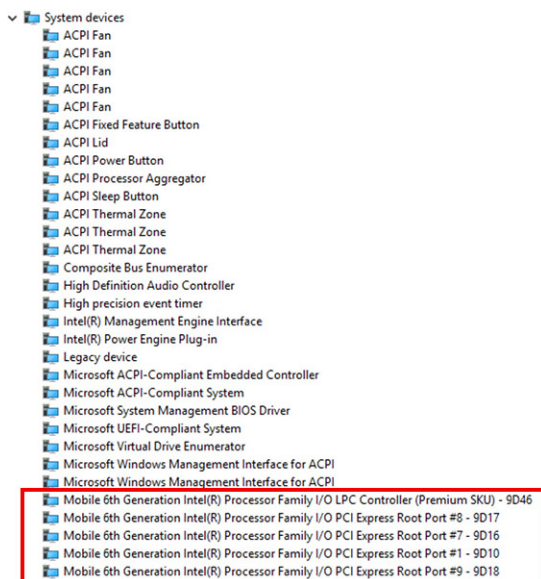 System devices
ACPI Fan
ACPI Fan
ACPI Fan
ACPI Fan
ACPI Fan
ACPI Fixed Feature Button
ACPI Lid
ACPI Power Button
ACPI Processor Aggregator
ACPI Sleep Button
ACPI Thermal Zone
ACPI Thermal Zone
ACPI Thermal Zone
Composite Bus Enumerator
High Definition Audio Controller
High precision event timer
Intel(R) Management Engine Interface
Intel(R) Power Engine Plug-in
Legacy device
Microsoft ACPI-Compliant Embedded Controller
Microsoft ACPI-Compliant System
Microsoft System Management BIOS Driver
Microsoft UEFI-Compliant System
Microsoft Virtual Drive Enumerator
Microsoft Windows Management Interface for ACPI
Microsoft Windows Management Interface for ACPI
Mobile 6th Generation Intel(R) Processor Family I/O LPC Controller (Premium SKU) - 9D46
Mobile 6th Generation Intel(R) Processor Family I/O PCI Express Root Port #8 - 9D17
Mobile 6th Generation Intel(R) Processor Family I/O PCI Express Root Port #7 - 9D16
Mobile 6th Generation Intel(R) Processor Family I/O PCI Express Root Port #1 - 9D10
Mobile 6th Generation Intel(R) Processor Family I/O PCI Express Root Port #9 - 9D18